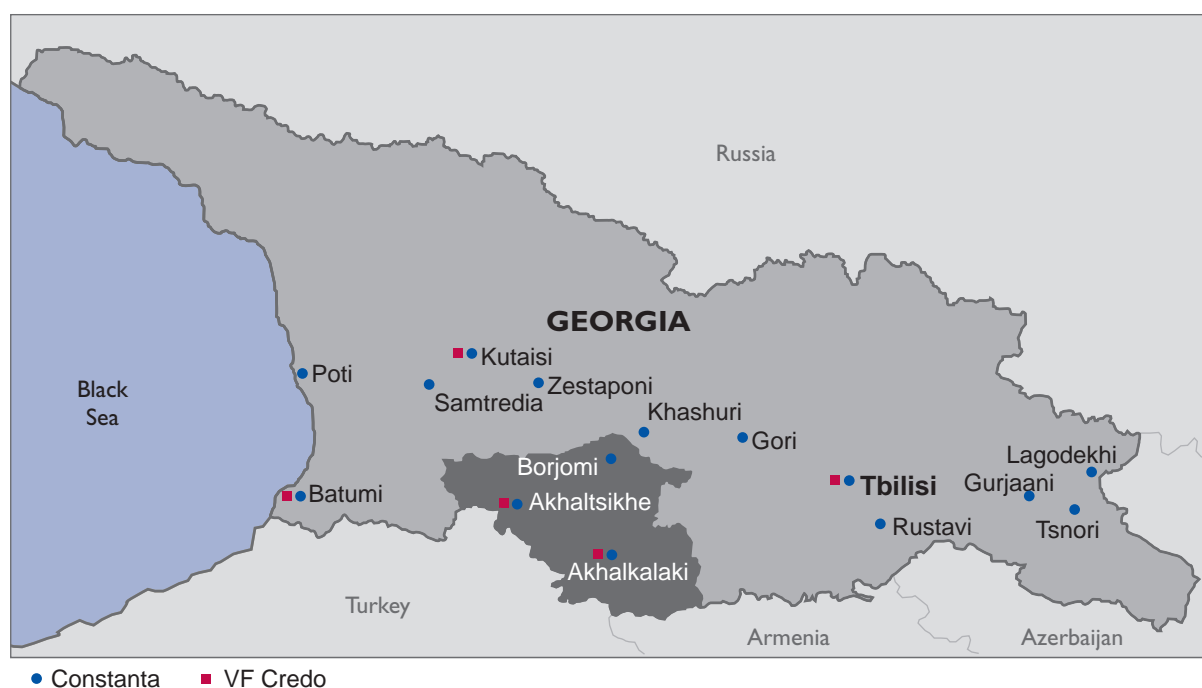 Russia
GEORGIA
Kutaisi
Poti
Zestaponi
Black
Sea
Samtredia
Khashuri
Gori
Borjomi
Lagodekhi
Tbilisi
Gurjaani
Batumi
Akhaltsikhe
Rustavi
Tsnori
Akhalkalaki
Turkey
Armenia
Azerbaijan
Constanta
VF Credo